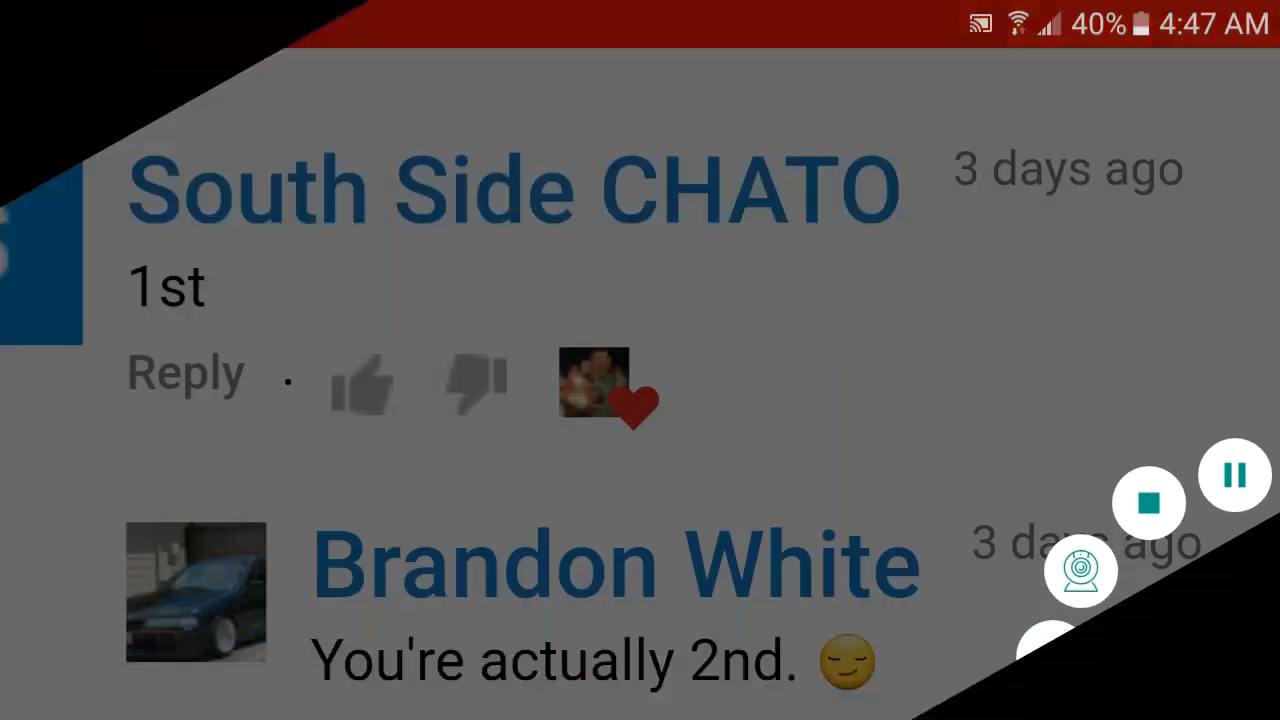 40% 4:47 AM
South Side CHATO 3 days ago
1st
Reply .
Brandon White 3 days ago
You're actually 2nd. 😏